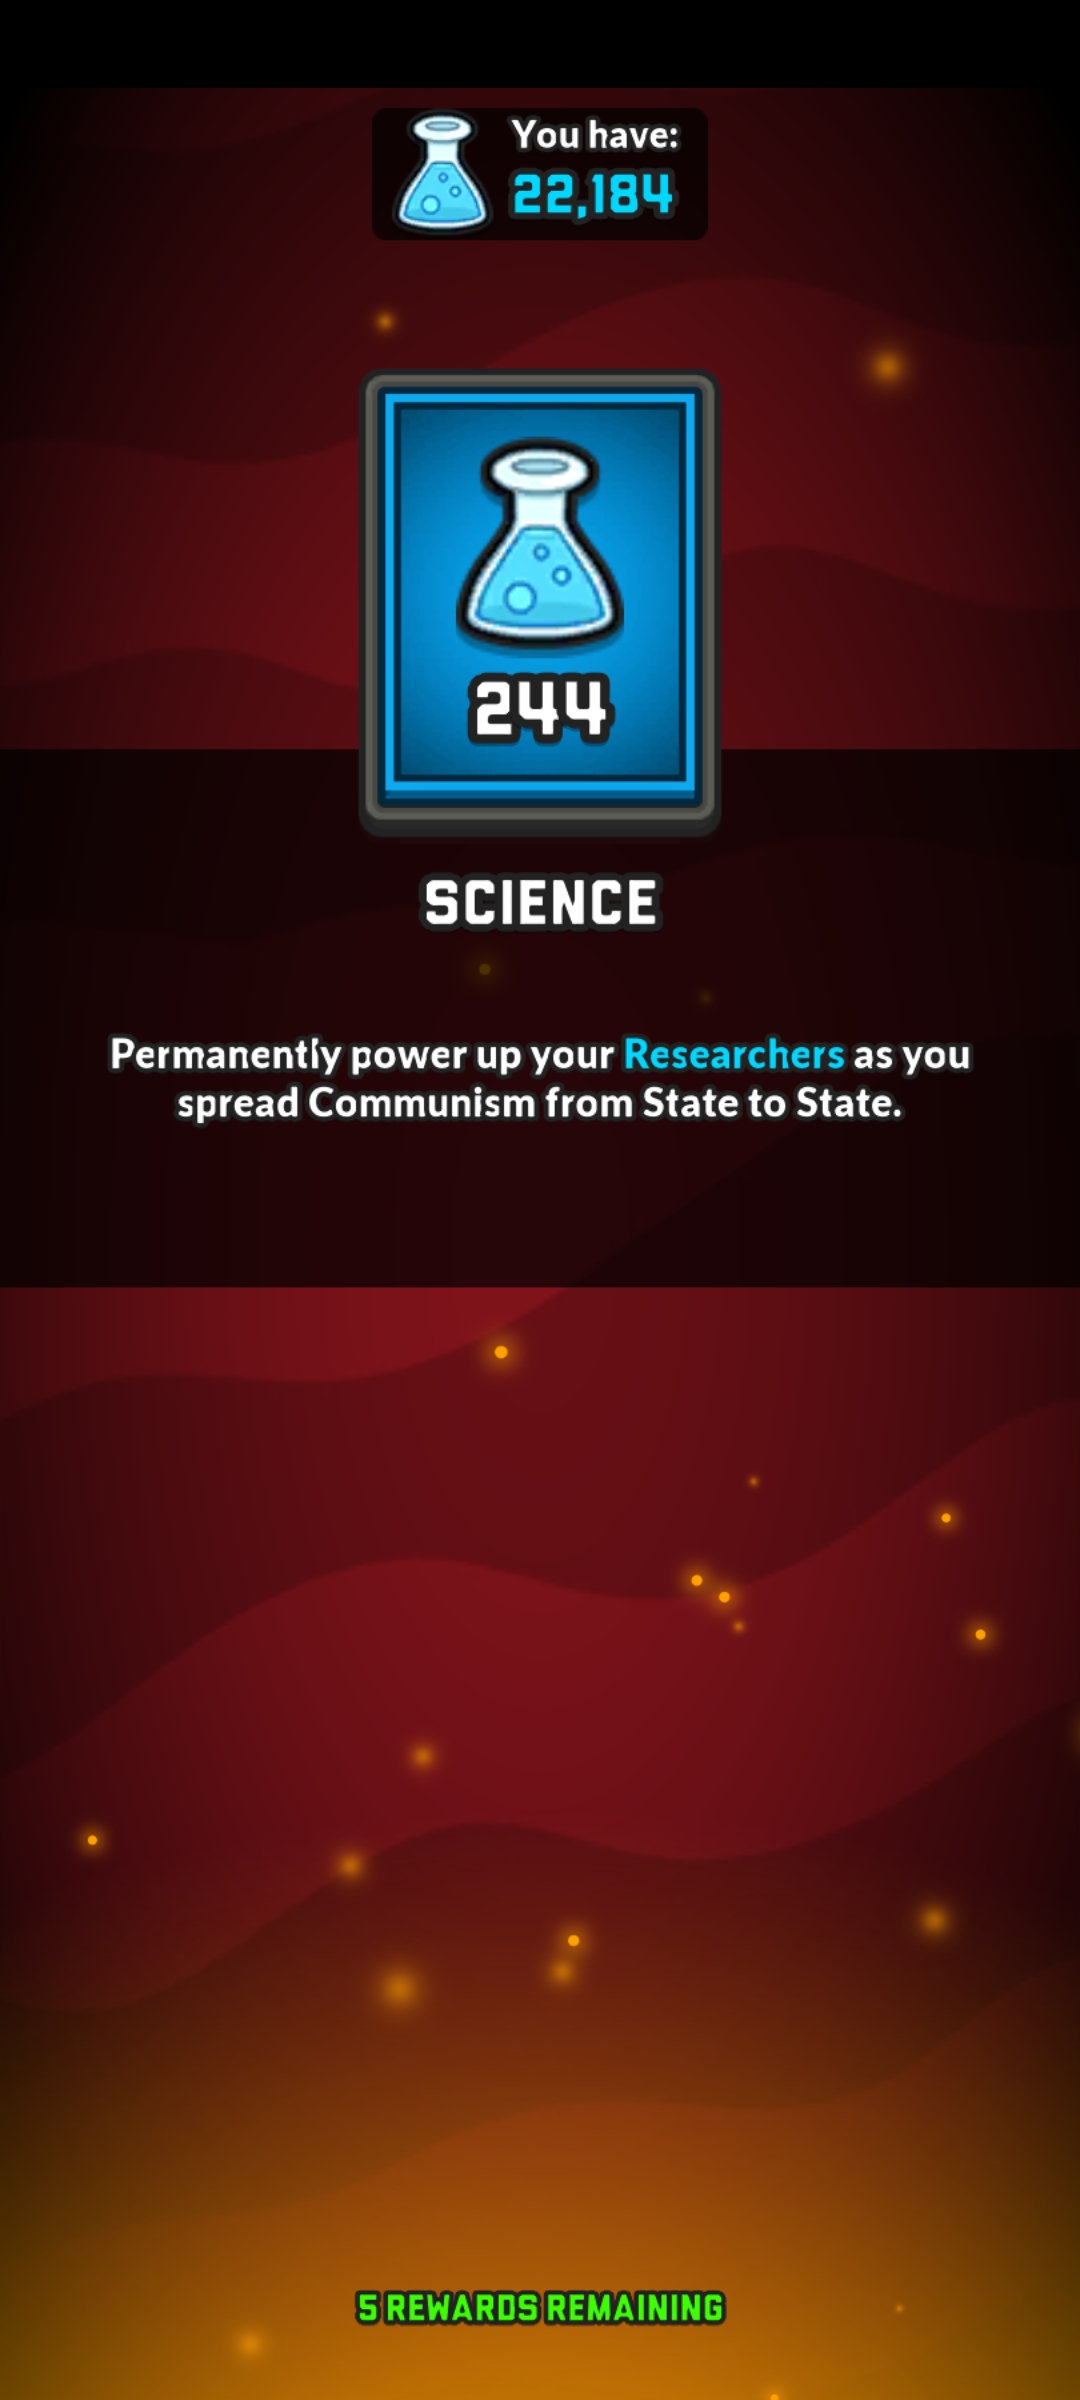 You have:
22,184
244
SCIENCE
Permanently power up your Researchers as you
spread Communism from State to State.
5 REWARDS REMAINING